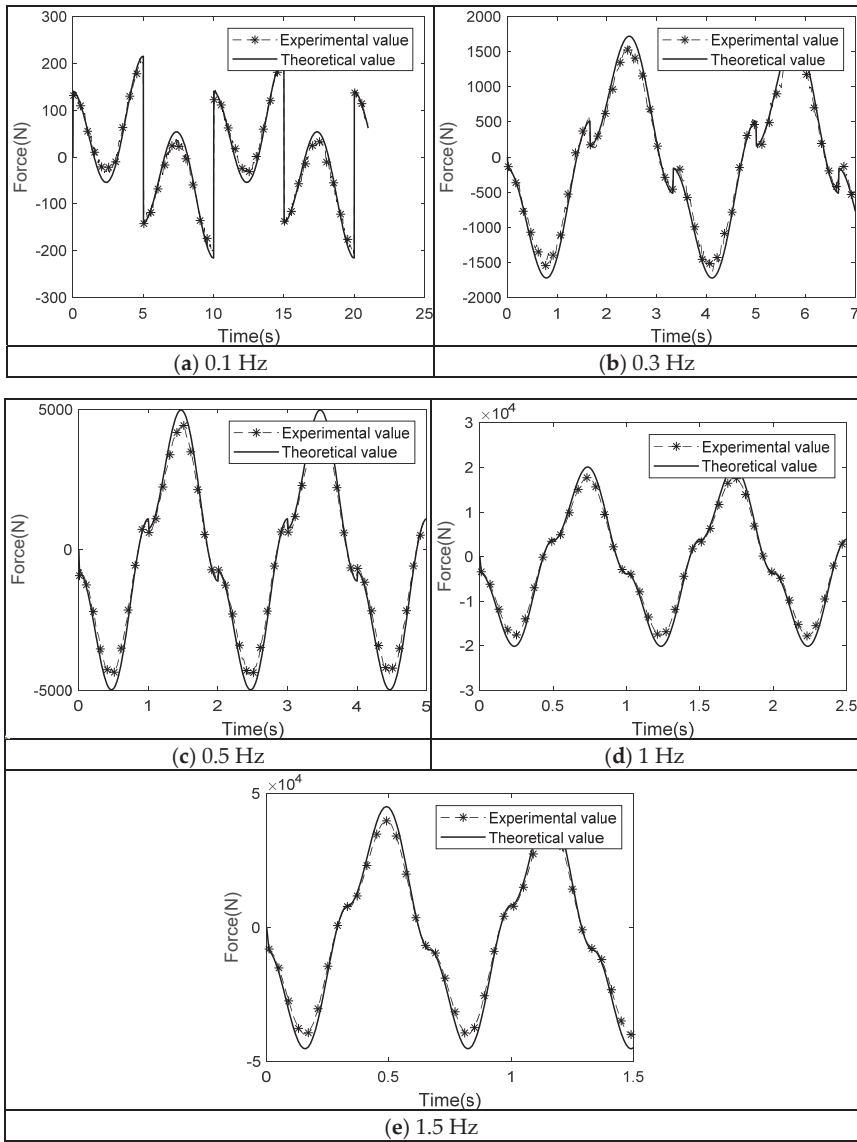 300
200
100
0
-100
-200
-300
Force(N)
Experimental value
Theoretical value
0 5 10 15 20 25
Time(s)
(a) 0.1 Hz
2000
1500
1000
500
0
-500
-1000
-1500
-2000
Force(N)
Experimental value
Theoretical value
0 1 2 3 4 5 6 7
Time(s)
(b) 0.3 Hz
5000
0
-5000
Force(N)
Experimental value
Theoretical value
0 1 2 3 4 5
Time(s)
(c) 0.5 Hz
×10⁴
3
2
1
0
-1
-2
-3
Force(N)
Experimental value
Theoretical value
0 0.5 1 1.5 2 2.5
Time(s)
(d) 1 Hz
×10⁴
5
0
-5
Force(N)
Experimental value
Theoretical value
0 0.5 1 1.5
Time(s)
(e) 1.5 Hz